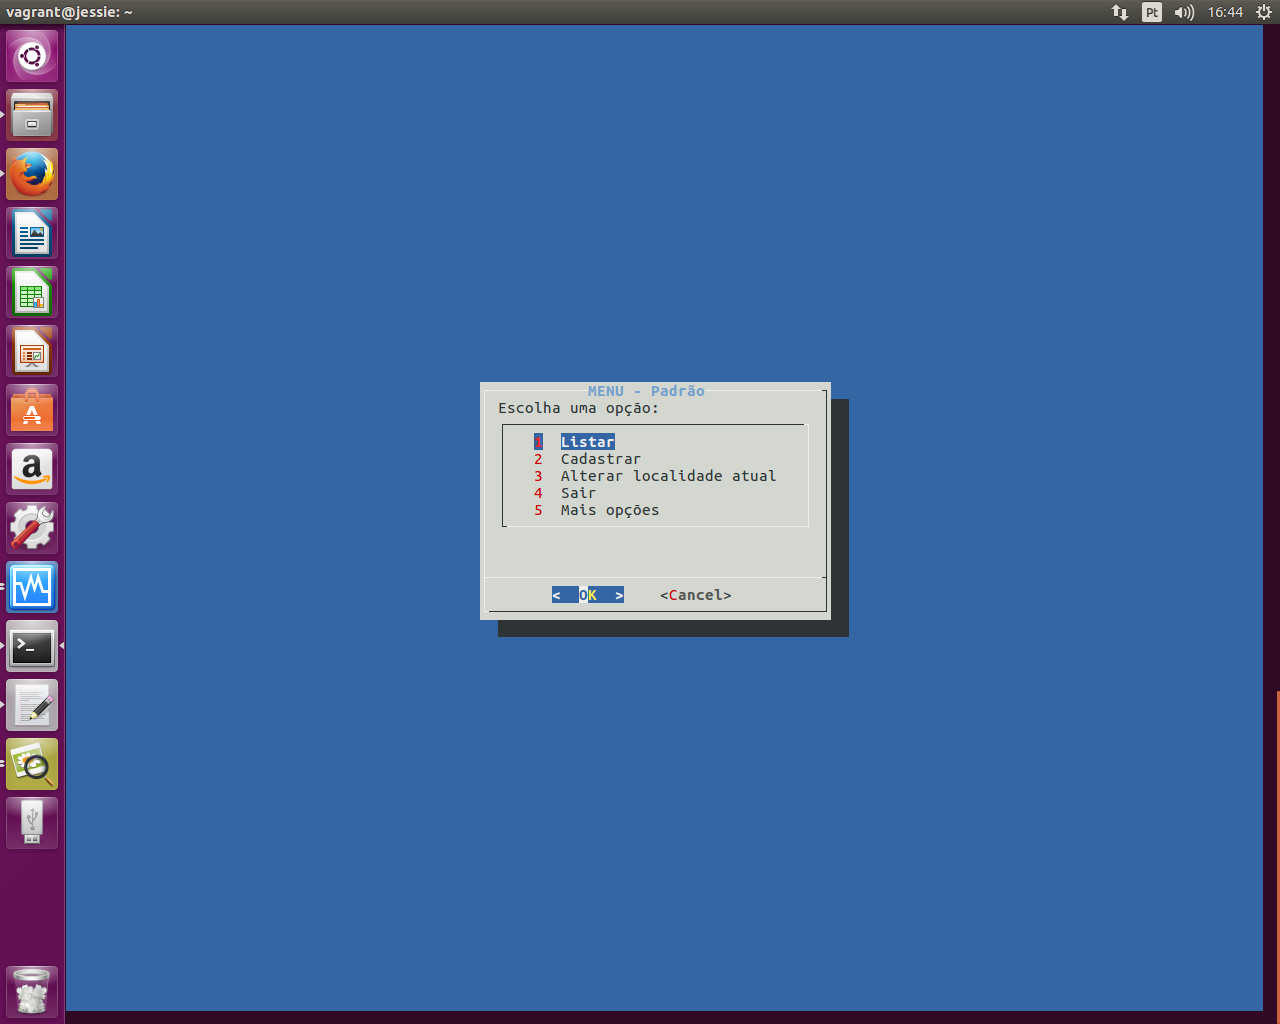 vagrant@jessie: ~
Pt
16:44
MENU - Padrão
Escolha uma opção:
1 Listar
2 Cadastrar
3 Alterar localidade atual
4 Sair
5 Mais opções
< OK > <Cancel>